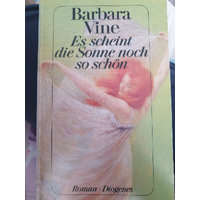 Barbara
Vine
Es scheint
die Sonne noch
so schön
Roman · Diogenes